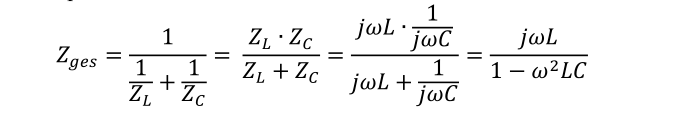 Z_ges = 1 / (1/Z_L + 1/Z_C) = (Z_L · Z_C) / (Z_L + Z_C) = (jωL · 1/(jωC)) / (jωL + 1/(jωC)) = jωL / (1 − ω²LC)